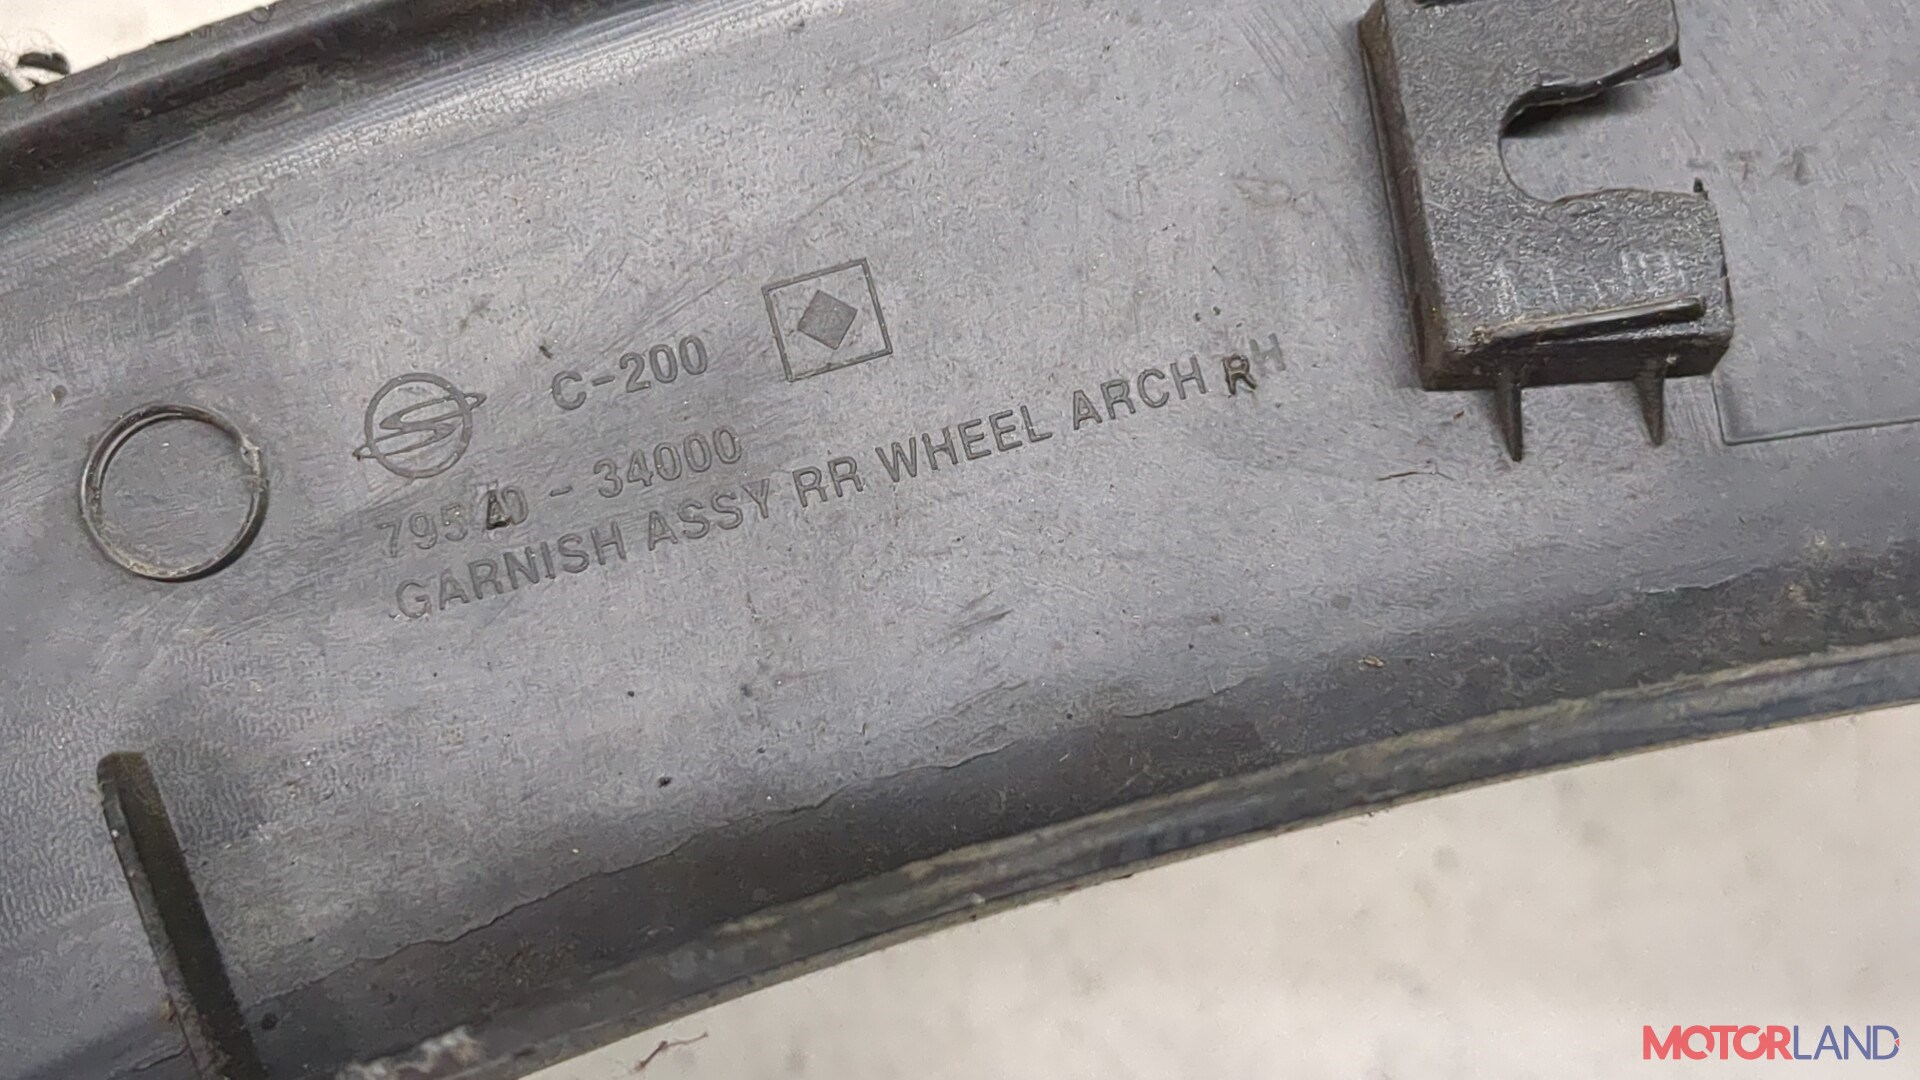 C-200
79540-34000
GARNISH ASSY RR WHEEL ARCH RH
MOTORLAND